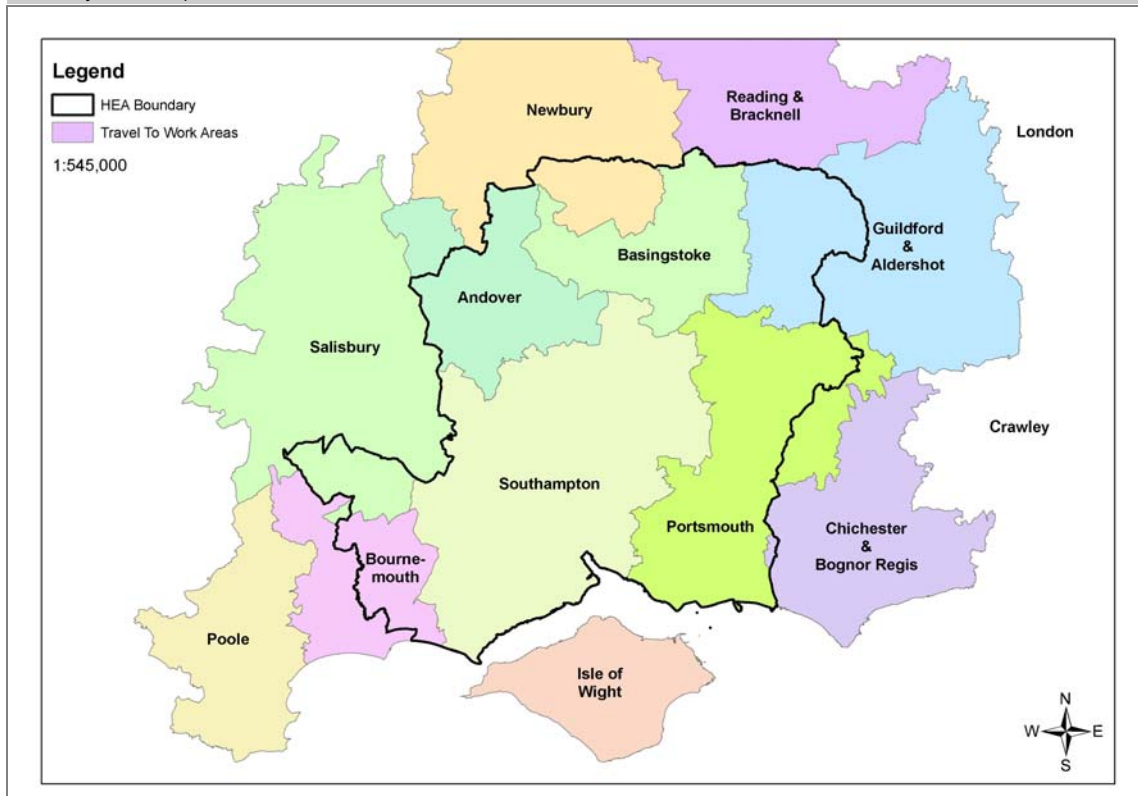 Legend
HEA Boundary
Travel To Work Areas
1:545,000
Newbury
Reading &
Bracknell
London
Guildford
&
Aldershot
Basingstoke
Andover
Salisbury
Crawley
Southampton
Portsmouth
Chichester
&
Bognor Regis
Bourne-
mouth
Poole
Isle of
Wight
N
W
E
S